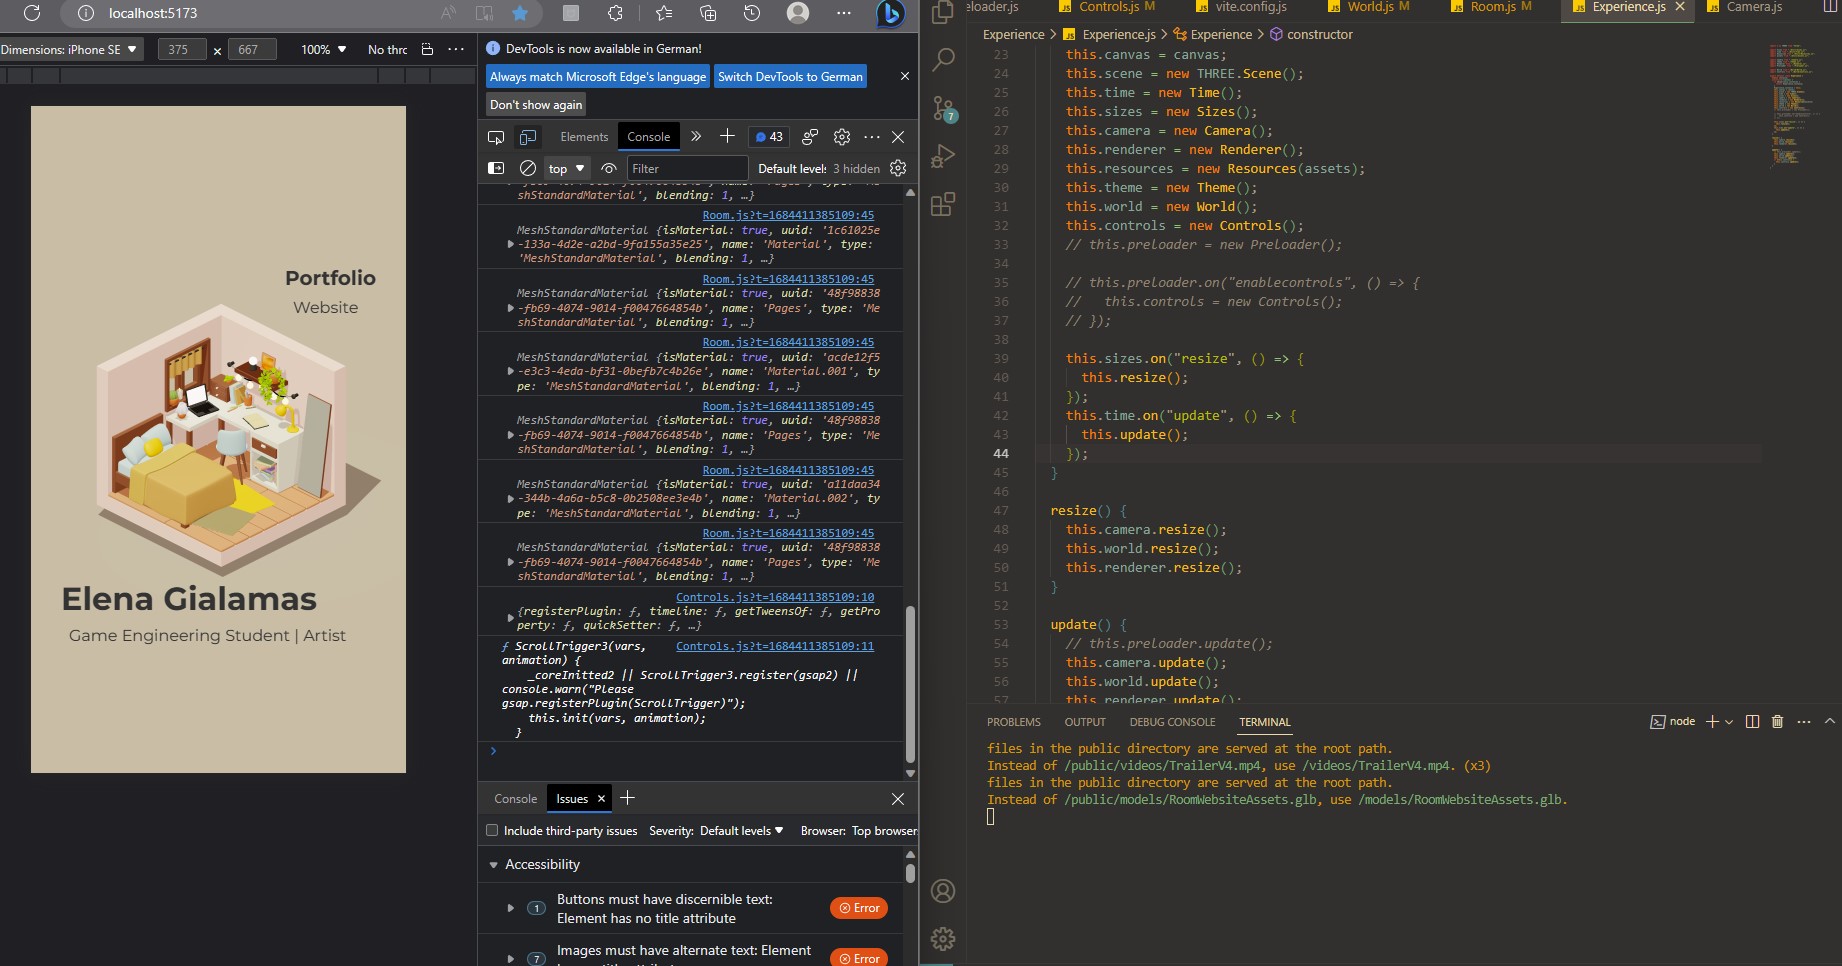 localhost:5173
Dimensions: iPhone SE
375 × 667
100%
No thrc
Portfolio
Website
Elena Gialamas
Game Engineering Student | Artist
DevTools is now available in German!
Always match Microsoft Edge's language
Switch DevTools to German
Don't show again
Elements
Console
43
top
Filter
Default levels
3 hidden
shStandardMaterial', blending: 1, …}
Room.js?t=1684411385109:45
MeshStandardMaterial {isMaterial: true, uuid: '1c61025e
-133a-4d2e-a2bd-9fa155a35e25', name: 'Material', type:
'MeshStandardMaterial', blending: 1, …}
Room.js?t=1684411385109:45
MeshStandardMaterial {isMaterial: true, uuid: '48f98838
-fb69-4074-9014-f0047664854b', name: 'Pages', type: 'Me
shStandardMaterial', blending: 1, …}
Room.js?t=1684411385109:45
MeshStandardMaterial {isMaterial: true, uuid: 'acde12f5
-e3c3-4eda-bf31-0befb7c4b26e', name: 'Material.001', ty
pe: 'MeshStandardMaterial', blending: 1, …}
Room.js?t=1684411385109:45
MeshStandardMaterial {isMaterial: true, uuid: '48f98838
-fb69-4074-9014-f0047664854b', name: 'Pages', type: 'Me
shStandardMaterial', blending: 1, …}
Room.js?t=1684411385109:45
MeshStandardMaterial {isMaterial: true, uuid: 'a11daa34
-344b-4a6a-b5c8-0b2508ee3e4b', name: 'Material.002', ty
pe: 'MeshStandardMaterial', blending: 1, …}
Room.js?t=1684411385109:45
MeshStandardMaterial {isMaterial: true, uuid: '48f98838
-fb69-4074-9014-f0047664854b', name: 'Pages', type: 'Me
shStandardMaterial', blending: 1, …}
Controls.js?t=1684411385109:10
{registerPlugin: ƒ, timeline: ƒ, getTweensOf: ƒ, getPro
perty: ƒ, quickSetter: ƒ, …}
ƒ ScrollTrigger3(vars, Controls.js?t=1684411385109:11
animation) {
_coreInitted2 || ScrollTrigger3.register(gsap2) ||
console.warn("Please
gsap.registerPlugin(ScrollTrigger)");
this.init(vars, animation);
}
Console
Issues
Include third-party issues
Severity: Default levels
Browser: Top browser
Accessibility
1 Buttons must have discernible text:
Element has no title attribute
Error
7 Images must have alternate text: Element
Error
eloader.js
Controls.js M
vite.config.js
World.js M
Room.js M
Experience.js
Camera.js
Experience > Experience.js > Experience > constructor
7
23 this.canvas = canvas;
24 this.scene = new THREE.Scene();
25 this.time = new Time();
26 this.sizes = new Sizes();
27 this.camera = new Camera();
28 this.renderer = new Renderer();
29 this.resources = new Resources(assets);
30 this.theme = new Theme();
31 this.world = new World();
32 this.controls = new Controls();
33 // this.preloader = new Preloader();
34
35 // this.preloader.on("enablecontrols", () => {
36 //   this.controls = new Controls();
37 // });
38
39 this.sizes.on("resize", () => {
40 this.resize();
41 });
42 this.time.on("update", () => {
43 this.update();
44 });
45 }
46
47 resize() {
48 this.camera.resize();
49 this.world.resize();
50 this.renderer.resize();
51 }
52
53 update() {
54 // this.preloader.update();
55 this.camera.update();
56 this.world.update();
57 this.renderer.update();
PROBLEMS
OUTPUT
DEBUG CONSOLE
TERMINAL
node
files in the public directory are served at the root path.
Instead of /public/videos/TrailerV4.mp4, use /videos/TrailerV4.mp4. (x3)
files in the public directory are served at the root path.
Instead of /public/models/RoomWebsiteAssets.glb, use /models/RoomWebsiteAssets.glb.